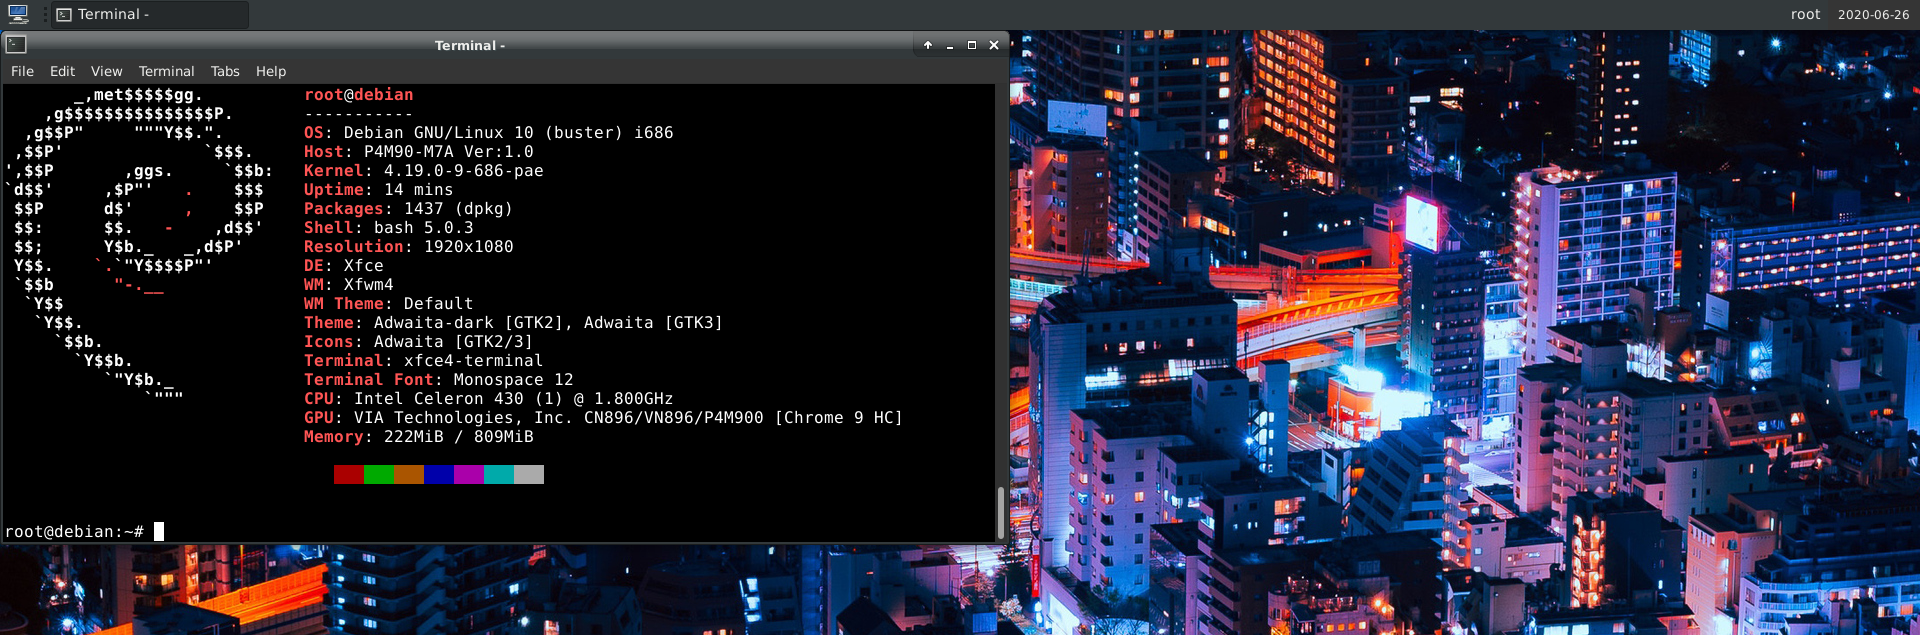 Terminal -
root 2020-06-26
Terminal -
File Edit View Terminal Tabs Help
       _,met$$$$$gg.
    ,g$$$$$$$$$$$$$$$P.
  ,g$$P"     """Y$$.".
 ,$$P'              `$$$.
',$$P       ,ggs.     `$$b:
`d$$'     ,$P"'   .    $$$
 $$P      d$'     ,    $$P
 $$:      $$.   -    ,d$$'
 $$;      Y$b._   _,d$P'
 Y$$.    `.`"Y$$$$P"'
 `$$b      "-.__
  `Y$$
   `Y$$.
     `$$b.
       `Y$$b.
          `"Y$b._
              `"""
root@debian
-----------
OS: Debian GNU/Linux 10 (buster) i686
Host: P4M90-M7A Ver:1.0
Kernel: 4.19.0-9-686-pae
Uptime: 14 mins
Packages: 1437 (dpkg)
Shell: bash 5.0.3
Resolution: 1920x1080
DE: Xfce
WM: Xfwm4
WM Theme: Default
Theme: Adwaita-dark [GTK2], Adwaita [GTK3]
Icons: Adwaita [GTK2/3]
Terminal: xfce4-terminal
Terminal Font: Monospace 12
CPU: Intel Celeron 430 (1) @ 1.800GHz
GPU: VIA Technologies, Inc. CN896/VN896/P4M900 [Chrome 9 HC]
Memory: 222MiB / 809MiB
root@debian:~#